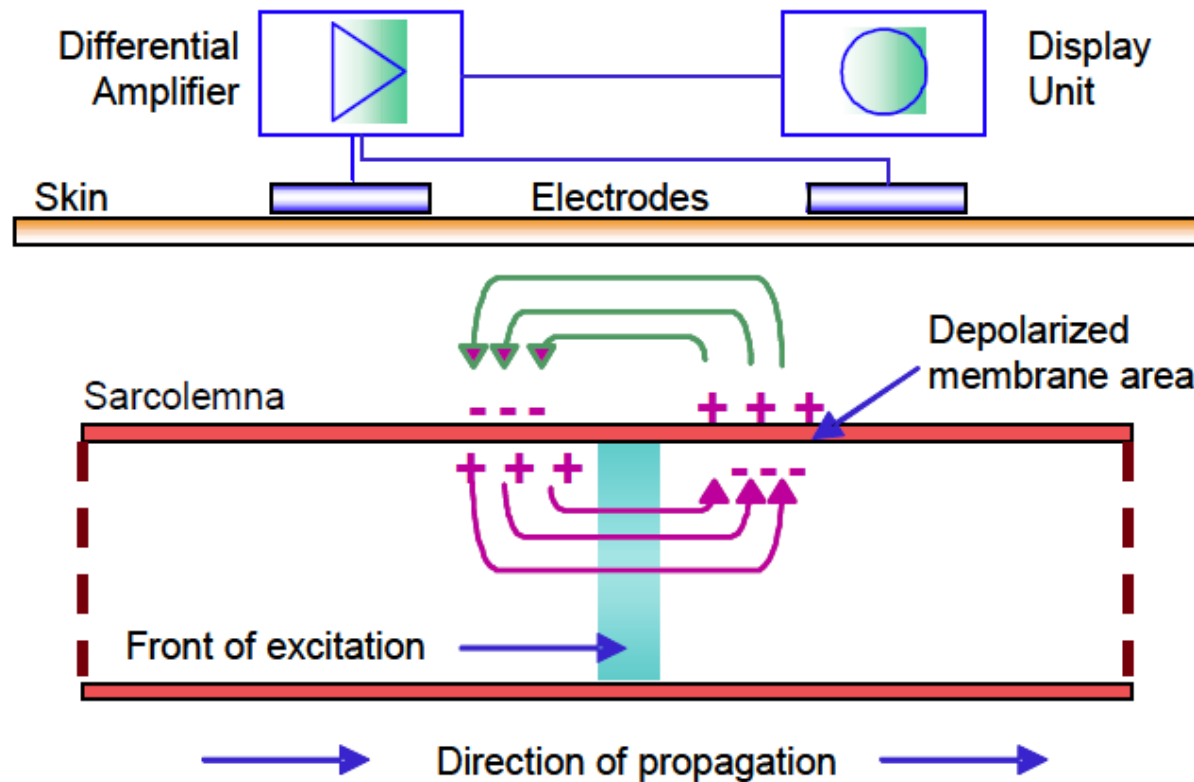 Differential
Amplifier
Display
Unit
Skin
Electrodes
Depolarized
membrane area
Sarcolemna
- - -
+ + +
+ + +
- - -
Front of excitation
Direction of propagation